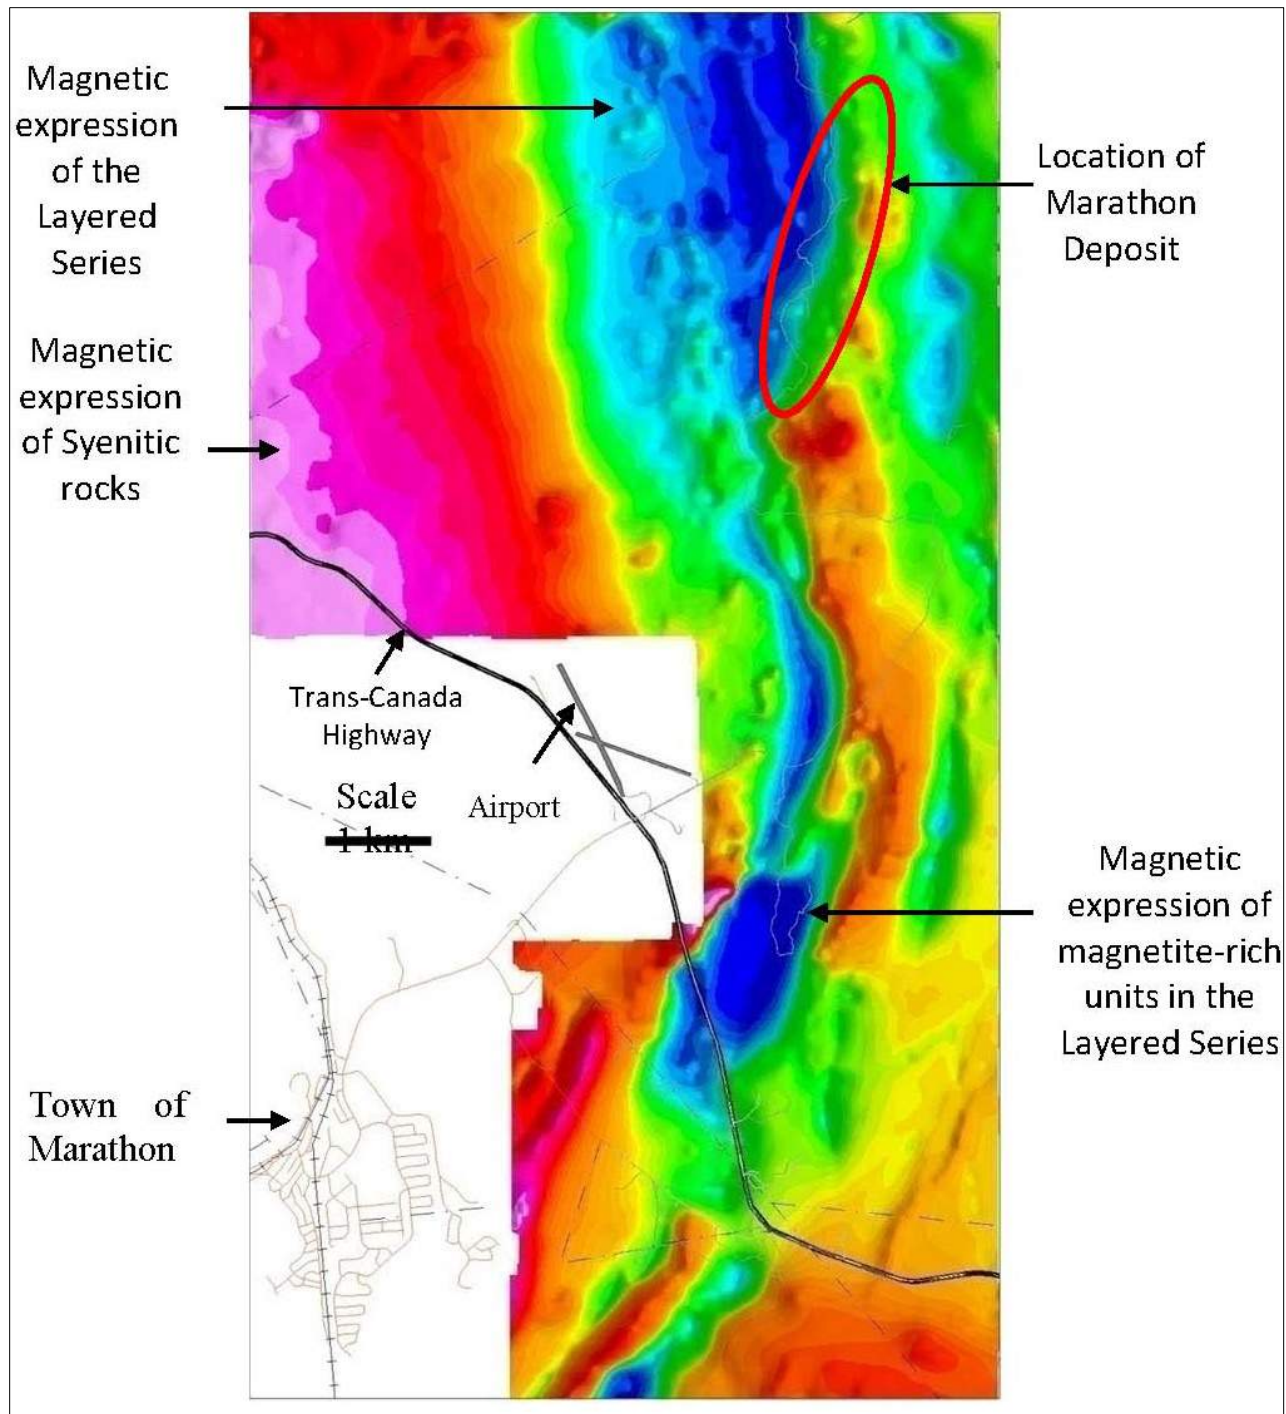 Magnetic
expression
of the
Layered
Series
Location of
Marathon
Deposit
Magnetic
expression
of Syenitic
rocks
Trans-Canada
Highway
Scale
1 km
Airport
Magnetic
expression of
magnetite-rich
units in the
Layered Series
Town of
Marathon